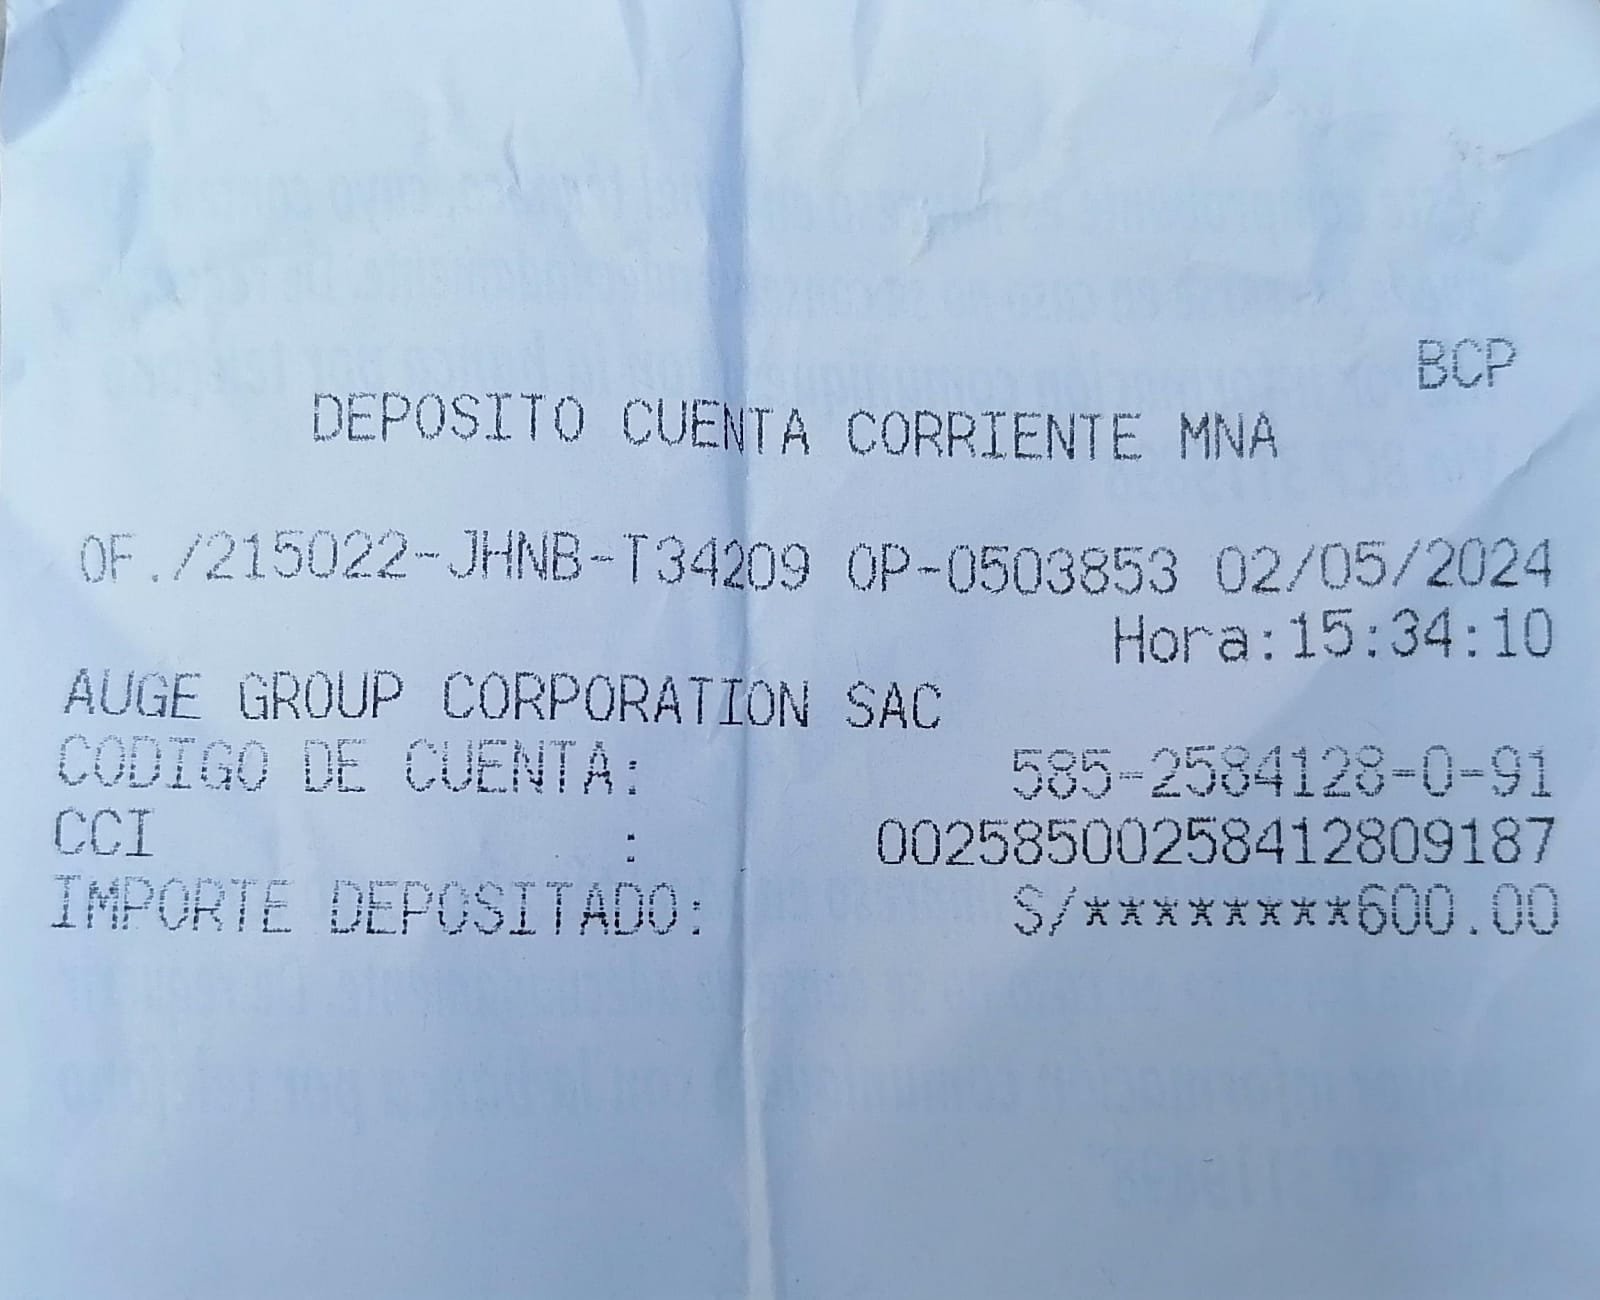 BCP
DEPOSITO CUENTA CORRIENTE MNA
OF./215022-JHNB-T34209 OP-0503853 02/05/2024
Hora:15:34:10
AUGE GROUP CORPORATION SAC
CODIGO DE CUENTA: 585-2584128-0-91
CCI : 00258500258412809187
IMPORTE DEPOSITADO: S/********600.00